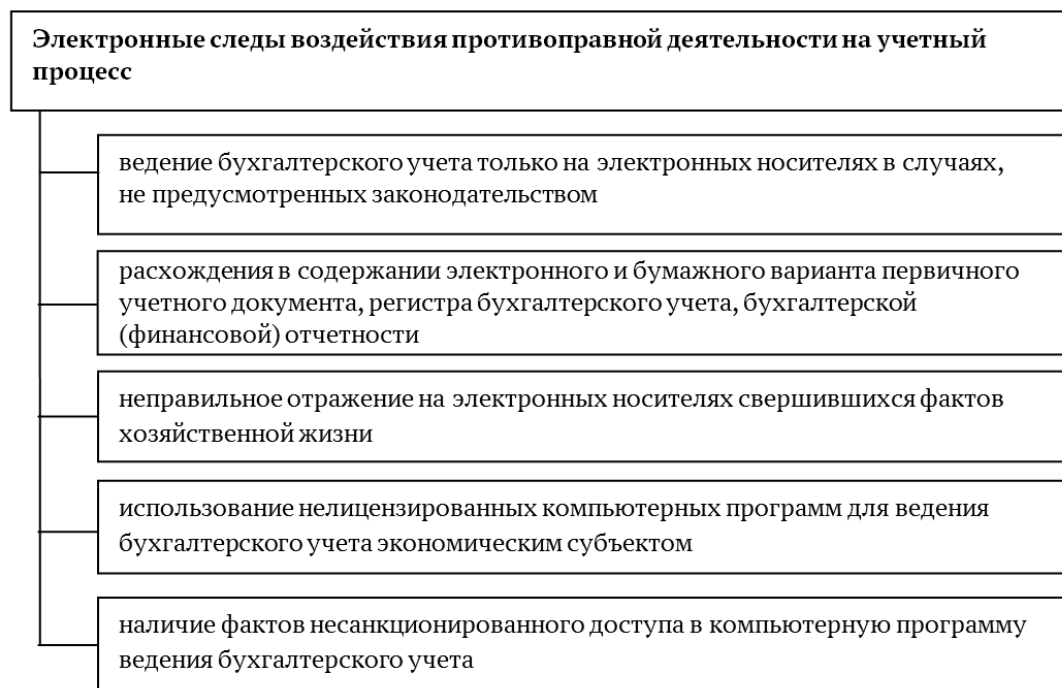 Электронные следы воздействия противоправной деятельности на учетный
процесс
ведение бухгалтерского учета только на электронных носителях в случаях,
не предусмотренных законодательством
расхождения в содержании электронного и бумажного варианта первичного
учетного документа, регистра бухгалтерского учета, бухгалтерской
(финансовой) отчетности
неправильное отражение на электронных носителях свершившихся фактов
хозяйственной жизни
использование нелицензированных компьютерных программ для ведения
бухгалтерского учета экономическим субъектом
наличие фактов несанкционированного доступа в компьютерную программу
ведения бухгалтерского учета